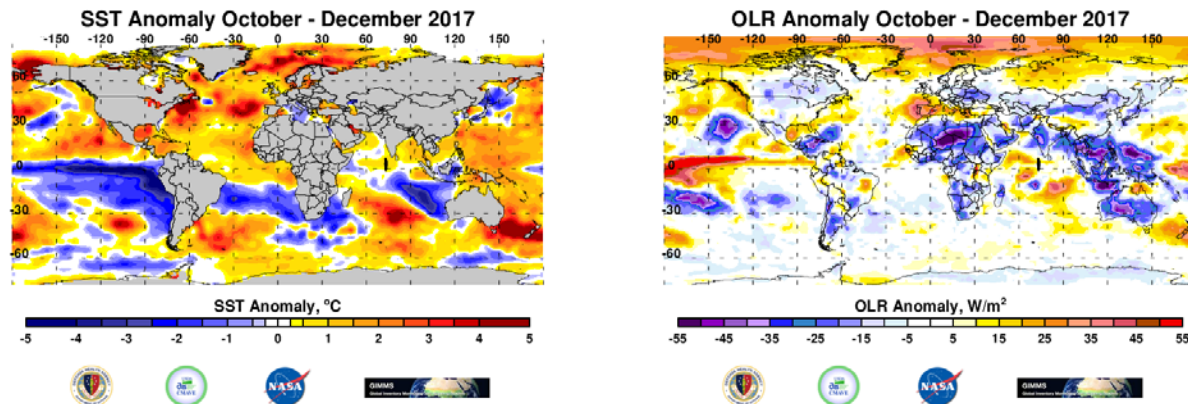 SST Anomaly October - December 2017
-150 -120 -90 -60 -30 0 30 60 90 120 150
60
30
0
-30
-60
SST Anomaly, °C
-5 -4 -3 -2 -1 0 1 2 3 4 5
NASA
GIMMS
OLR Anomaly October - December 2017
-150 -120 -90 -60 -30 0 30 60 90 120 150
60
30
0
-30
-60
OLR Anomaly, W/m²
-55 -45 -35 -25 -15 -5 5 15 25 35 45 55
NASA
GIMMS